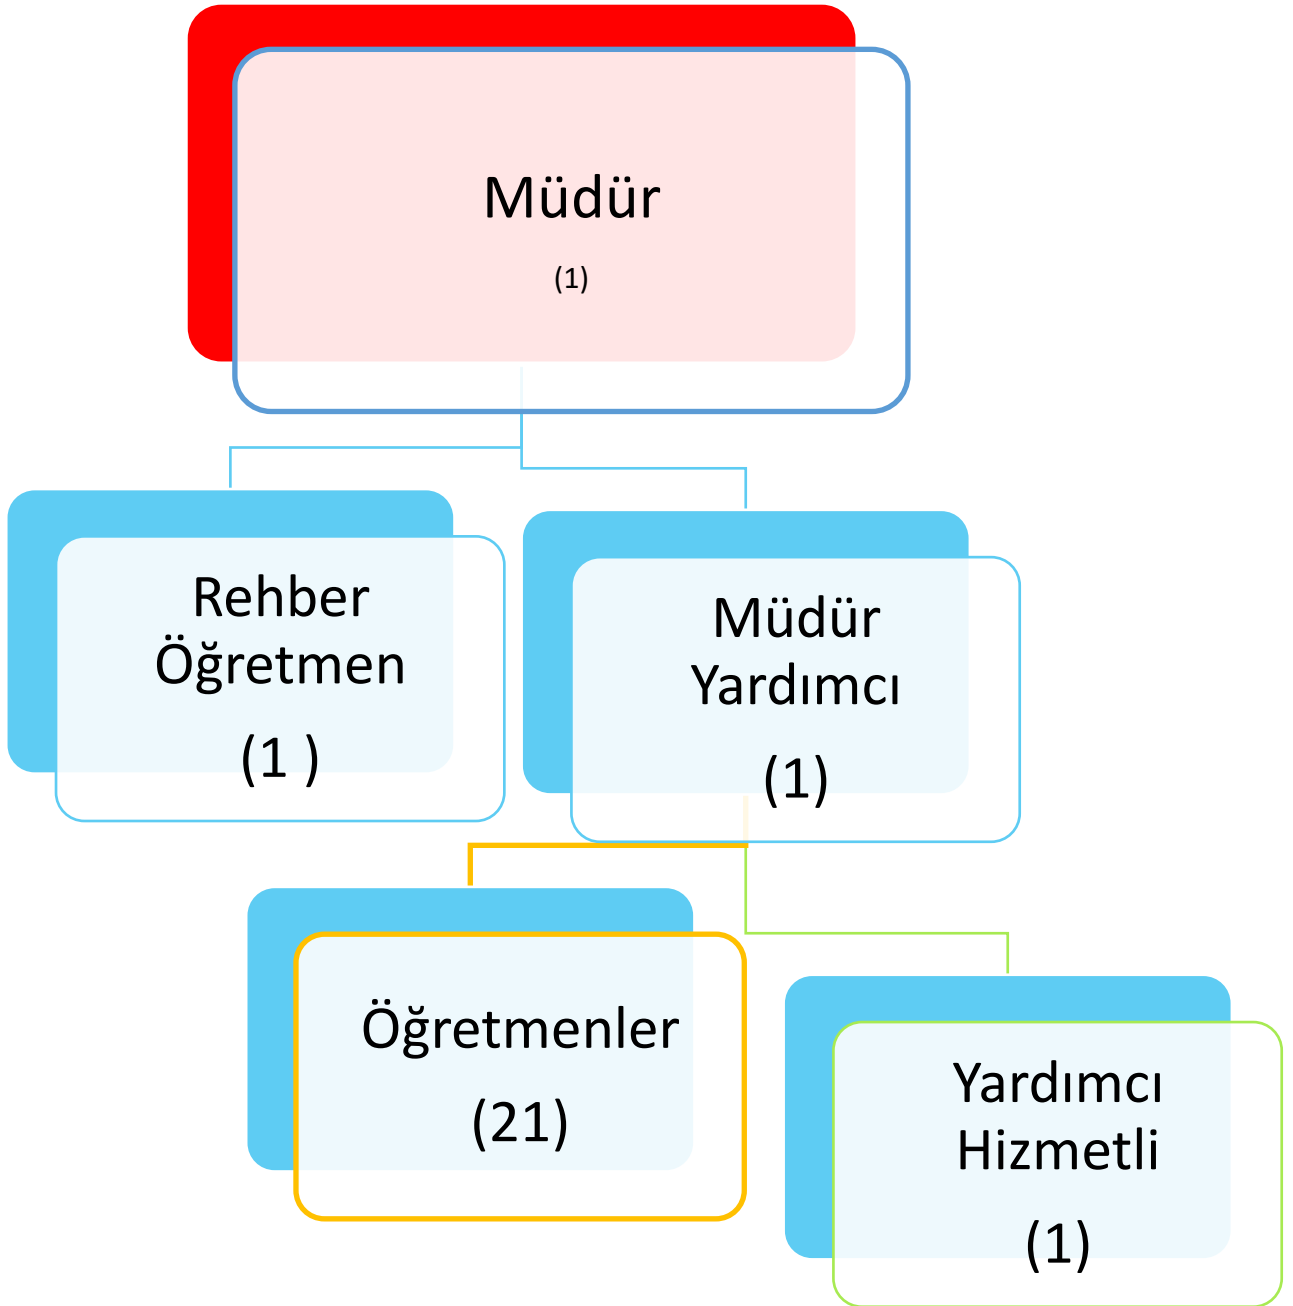 Müdür
(1)
Rehber
Öğretmen
(1 )
Müdür
Yardımcı
(1)
Öğretmenler
(21)
Yardımcı
Hizmetli
(1)